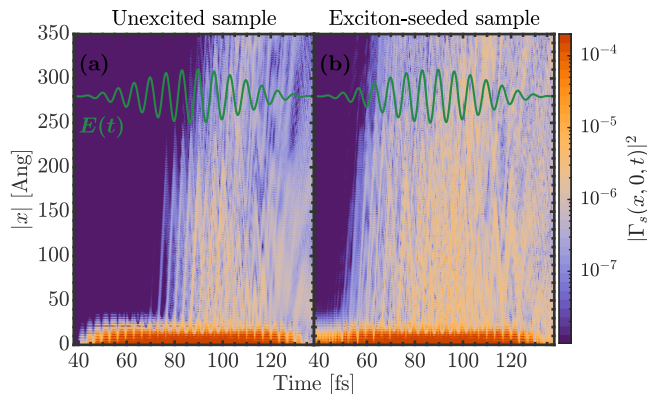 Unexcited sample
Exciton-seeded sample
(a)
(b)
E(t)
|x| [Ang]
350
300
250
200
150
100
50
0
40 60 80 100 120
40 60 80 100 120
Time [fs]
10⁻⁴
10⁻⁵
10⁻⁶
10⁻⁷
|Γₛ(x, 0, t)|²